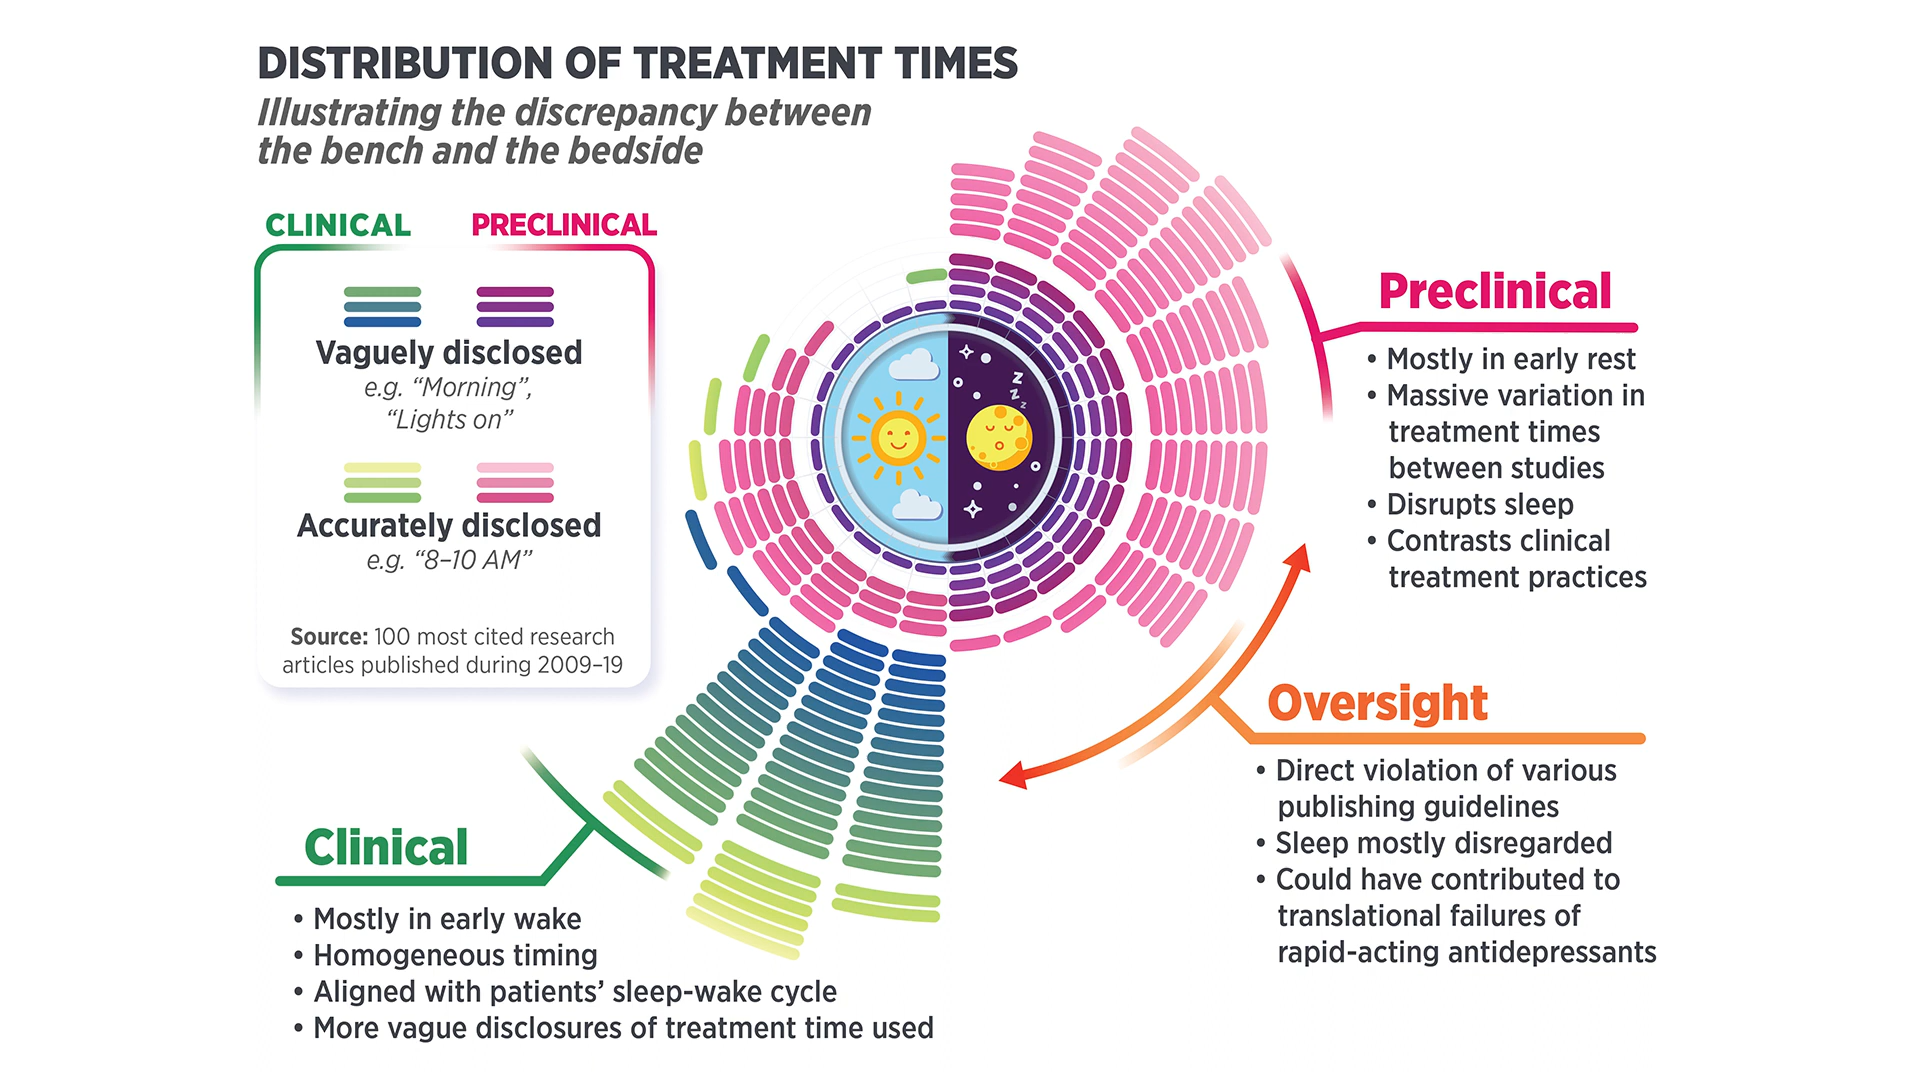 DISTRIBUTION OF TREATMENT TIMES
Illustrating the discrepancy between
the bench and the bedside
CLINICAL
PRECLINICAL
Vaguely disclosed
e.g. “Morning”,
“Lights on”
Accurately disclosed
e.g. “8–10 AM”
Source: 100 most cited research
articles published during 2009–19
z
z
z
Preclinical
• Mostly in early rest
• Massive variation in
treatment times
between studies
• Disrupts sleep
• Contrasts clinical
treatment practices
Oversight
• Direct violation of various
publishing guidelines
• Sleep mostly disregarded
• Could have contributed to
translational failures of
rapid-acting antidepressants
Clinical
• Mostly in early wake
• Homogeneous timing
• Aligned with patients’ sleep-wake cycle
• More vague disclosures of treatment time used